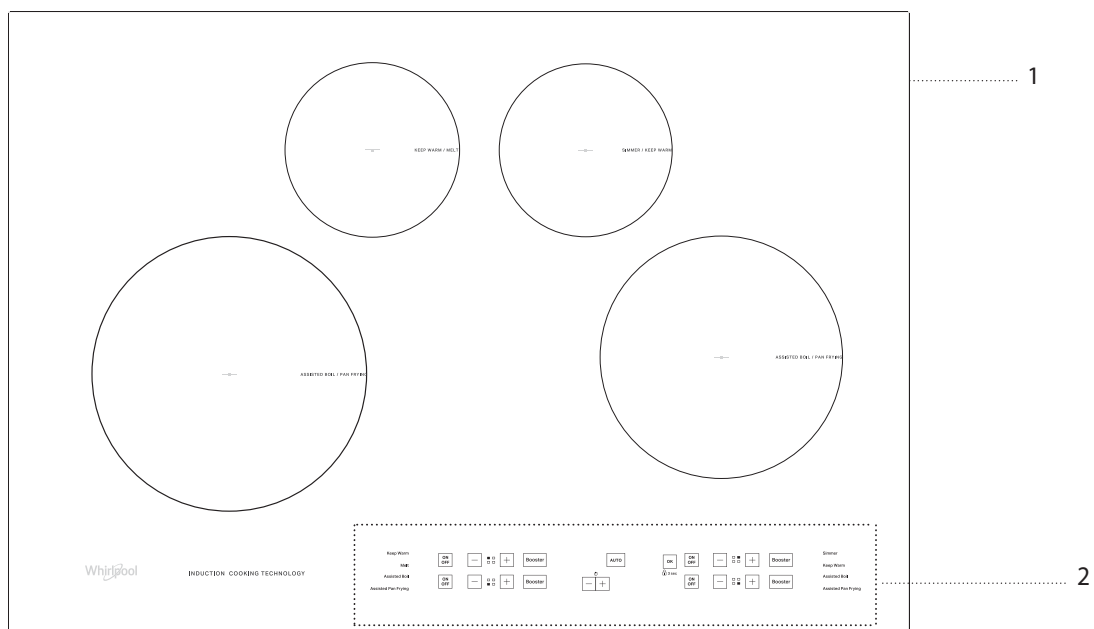 1
KEEP WARM / MELT
SIMMER / KEEP WARM
ASSISTED BOIL / PAN FRYING
ASSISTED BOIL / PAN FRYING
Keep Warm
Melt
Assisted Boil
Assisted Pan Frying
ON OFF
Booster
ON OFF
Booster
AUTO
OK
3 sec
ON OFF
Booster
ON OFF
Booster
Simmer
Keep Warm
Assisted Boil
Assisted Pan Frying
Whirlpool
INDUCTION COOKING TECHNOLOGY
2